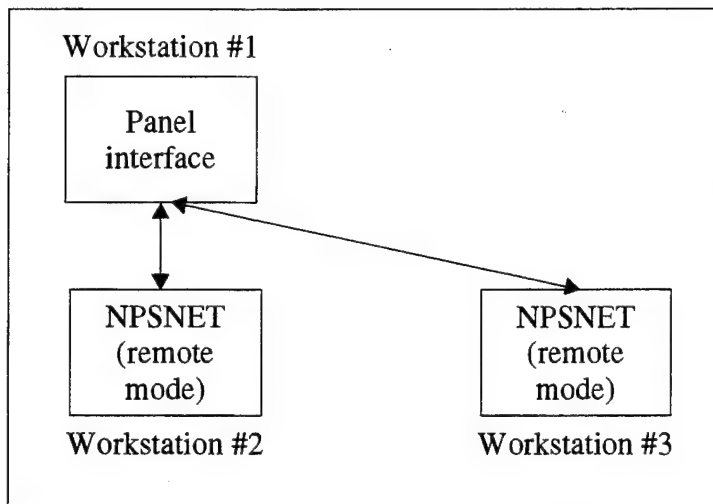 Workstation #1
Panel
interface
NPSNET
(remote
mode)
Workstation #2
NPSNET
(remote
mode)
Workstation #3